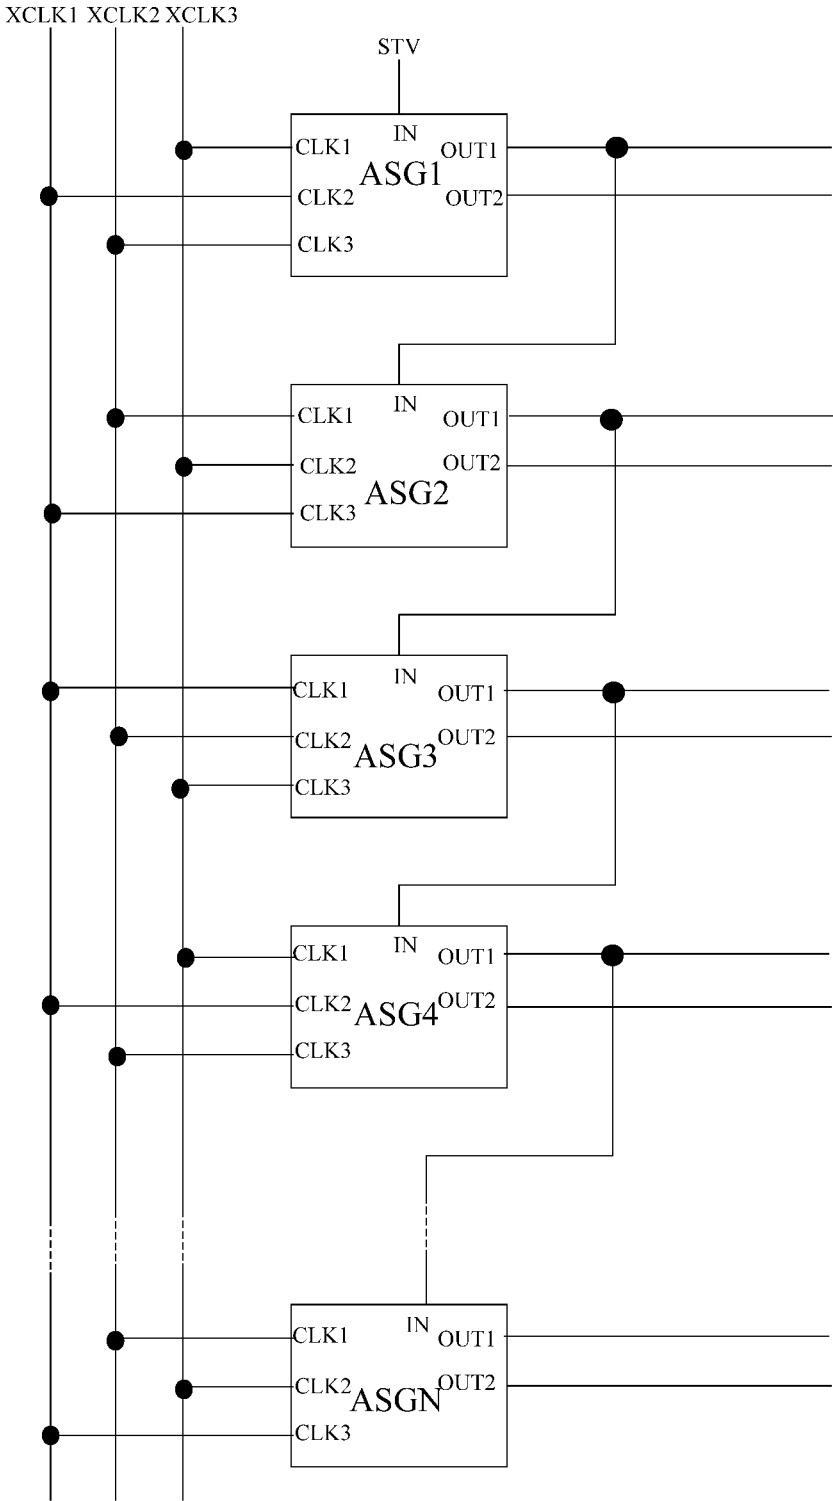 XCLK1 XCLK2 XCLK3
STV
IN
CLK1
OUT1
ASG1
CLK2
OUT2
CLK3
IN
CLK1
OUT1
CLK2
OUT2
ASG2
CLK3
IN
CLK1
OUT1
CLK2
OUT2
ASG3
CLK3
IN
CLK1
OUT1
CLK2
OUT2
ASG4
CLK3
IN
CLK1
OUT1
CLK2
OUT2
ASGN
CLK3